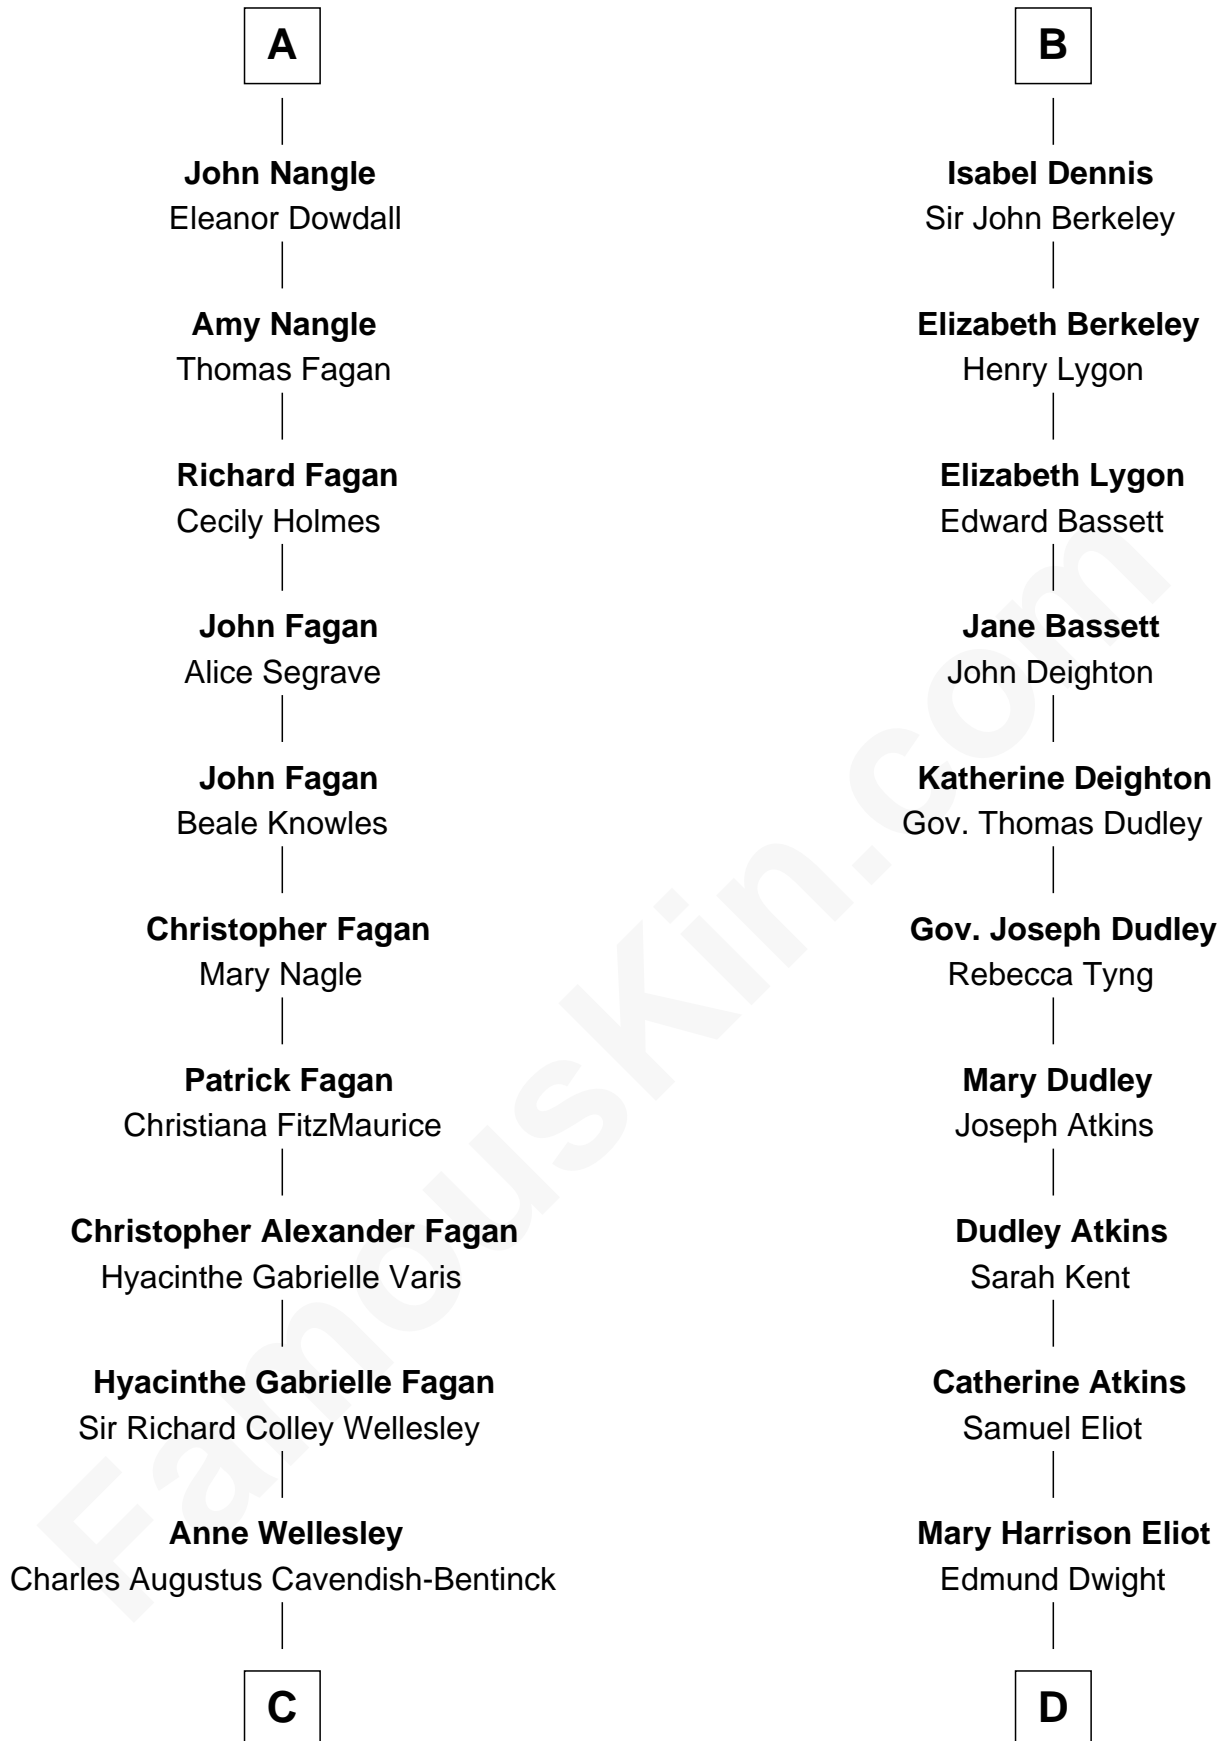 A
John Nangle
Eleanor Dowdall
Amy Nangle
Thomas Fagan
Richard Fagan
Cecily Holmes
John Fagan
Alice Segrave
John Fagan
Beale Knowles
Christopher Fagan
Mary Nagle
Patrick Fagan
Christiana FitzMaurice
Christopher Alexander Fagan
Hyacinthe Gabrielle Varis
Hyacinthe Gabrielle Fagan
Sir Richard Colley Wellesley
Anne Wellesley
Charles Augustus Cavendish-Bentinck
C
B
Isabel Dennis
Sir John Berkeley
Elizabeth Berkeley
Henry Lygon
Elizabeth Lygon
Edward Bassett
Jane Bassett
John Deighton
Katherine Deighton
Gov. Thomas Dudley
Gov. Joseph Dudley
Rebecca Tyng
Mary Dudley
Joseph Atkins
Dudley Atkins
Sarah Kent
Catherine Atkins
Samuel Eliot
Mary Harrison Eliot
Edmund Dwight
D
FamousKin.com